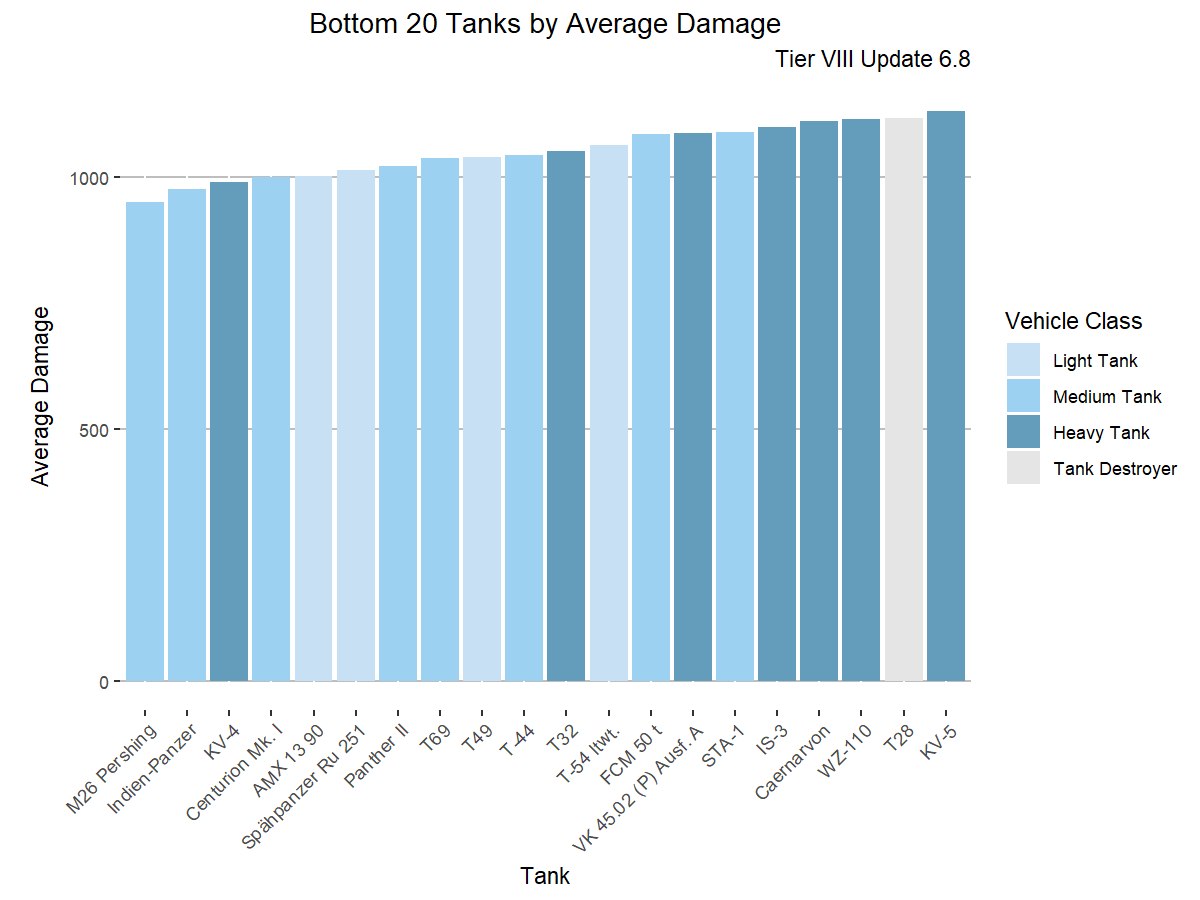 Bottom 20 Tanks by Average Damage
Tier VIII Update 6.8
Average Damage
1000
500
0
M26 Pershing
Indien-Panzer
KV-4
Centurion Mk. I
AMX 13 90
Spähpanzer Ru 251
Panther II
T69
T49
T-44
T32
T-54 ltwt.
FCM 50 t
VK 45.02 (P) Ausf. A
STA-1
IS-3
Caernarvon
WZ-110
T28
KV-5
Tank
Vehicle Class
Light Tank
Medium Tank
Heavy Tank
Tank Destroyer